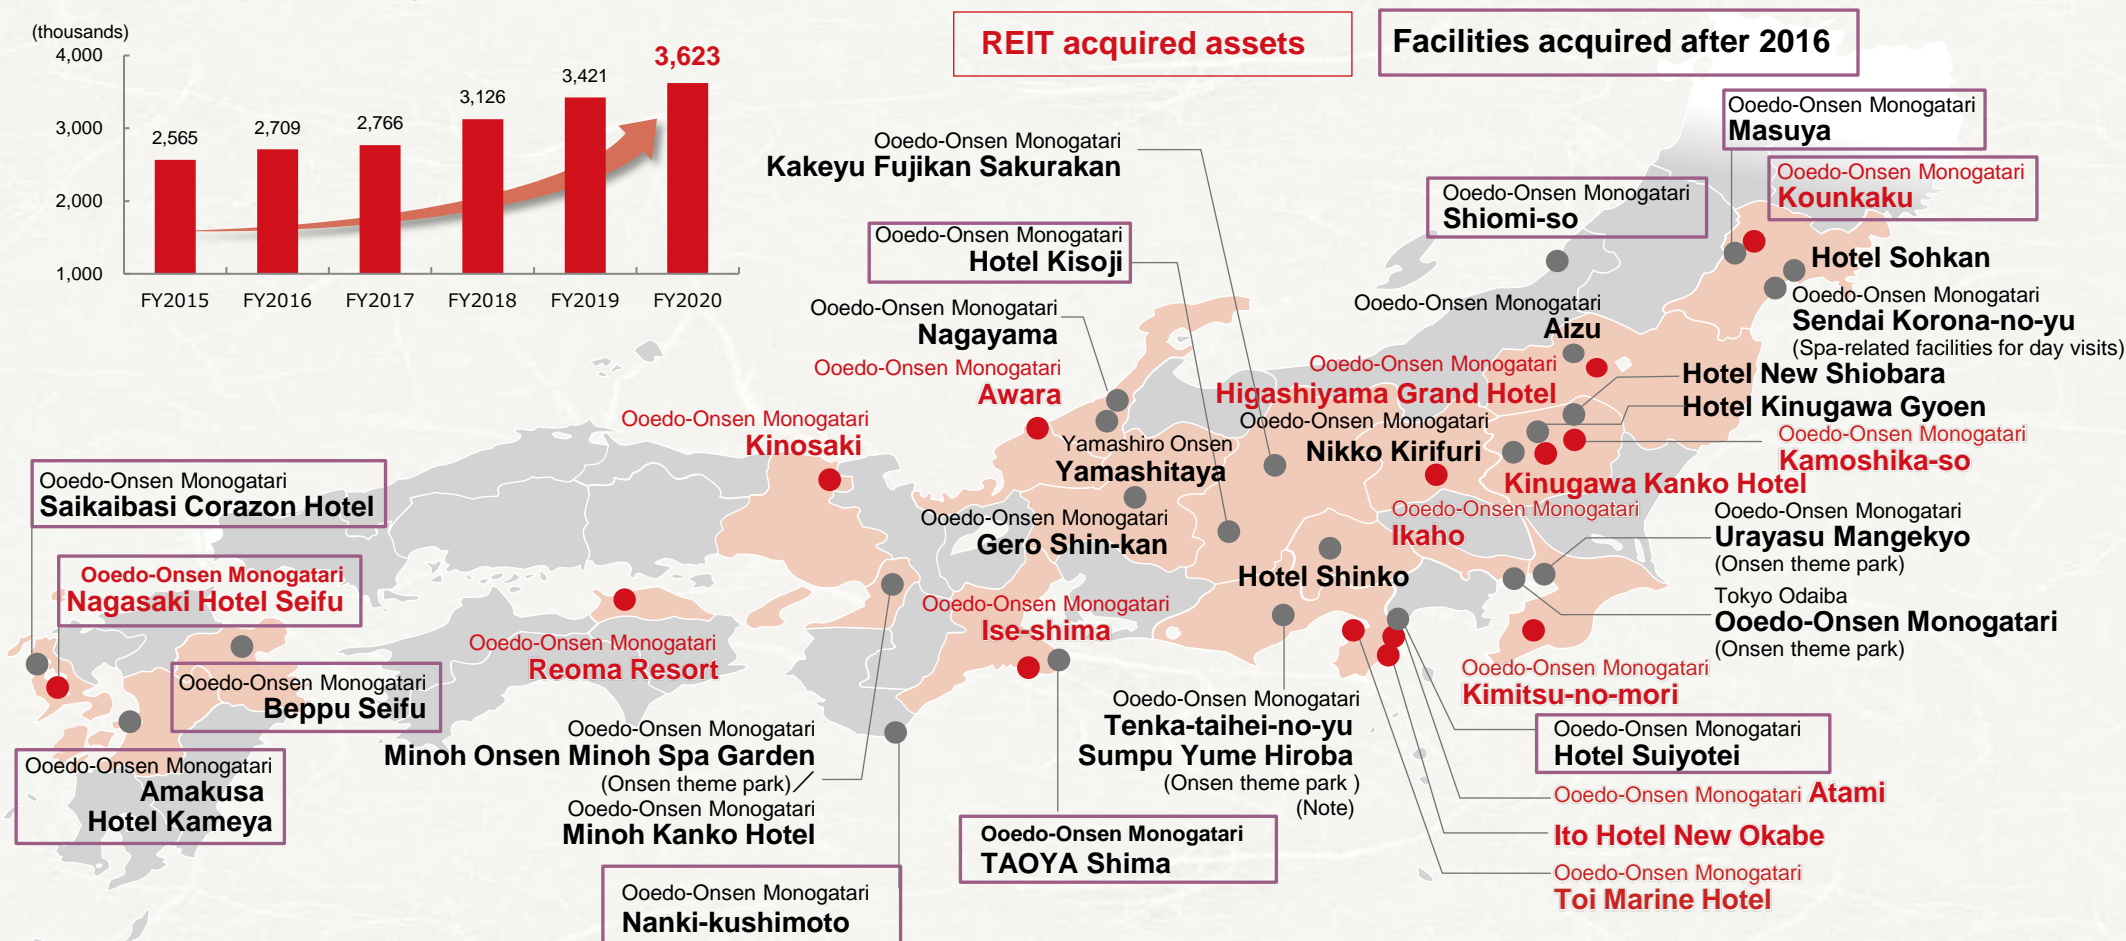 (thousands)
4,000
3,000
2,000
1,000
2,565
2,709
2,766
3,126
3,421
3,623
FY2015
FY2016
FY2017
FY2018
FY2019
FY2020
REIT acquired assets
Facilities acquired after 2016
Ooedo-Onsen Monogatari
Masuya
Ooedo-Onsen Monogatari
Kounkaku
Ooedo-Onsen Monogatari
Kakeyu Fujikan Sakurakan
Ooedo-Onsen Monogatari
Shiomi-so
Ooedo-Onsen Monogatari
Hotel Kisoji
Hotel Sohkan
Ooedo-Onsen Monogatari
Sendai Korona-no-yu
(Spa-related facilities for day visits)
Ooedo-Onsen Monogatari
Nagayama
Ooedo-Onsen Monogatari
Aizu
Ooedo-Onsen Monogatari
Awara
Ooedo-Onsen Monogatari
Higashiyama Grand Hotel
Hotel New Shiobara
Hotel Kinugawa Gyoen
Ooedo-Onsen Monogatari
Kinosaki
Yamashiro Onsen
Yamashitaya
Ooedo-Onsen Monogatari
Nikko Kirifuri
Ooedo-Onsen Monogatari
Kamoshika-so
Kinugawa Kanko Hotel
Ooedo-Onsen Monogatari
Saikaibasi Corazon Hotel
Ooedo-Onsen Monogatari
Gero Shin-kan
Ooedo-Onsen Monogatari
Ikaho
Ooedo-Onsen Monogatari
Urayasu Mangekyo
(Onsen theme park)
Ooedo-Onsen Monogatari
Nagasaki Hotel Seifu
Hotel Shinko
Tokyo Odaiba
Ooedo-Onsen Monogatari
(Onsen theme park)
Ooedo-Onsen Monogatari
Ise-shima
Ooedo-Onsen Monogatari
Reoma Resort
Ooedo-Onsen Monogatari
Beppu Seifu
Ooedo-Onsen Monogatari
Kimitsu-no-mori
Ooedo-Onsen Monogatari
Tenka-taihei-no-yu
Sumpu Yume Hiroba
(Onsen theme park )
(Note)
Ooedo-Onsen Monogatari
Minoh Onsen Minoh Spa Garden
(Onsen theme park)／
Ooedo-Onsen Monogatari
Minoh Kanko Hotel
Ooedo-Onsen Monogatari
Hotel Suiyotei
Ooedo-Onsen Monogatari
Amakusa
Hotel Kameya
Ooedo-Onsen Monogatari Atami
Ito Hotel New Okabe
Ooedo-Onsen Monogatari
TAOYA Shima
Ooedo-Onsen Monogatari
Toi Marine Hotel
Ooedo-Onsen Monogatari
Nanki-kushimoto